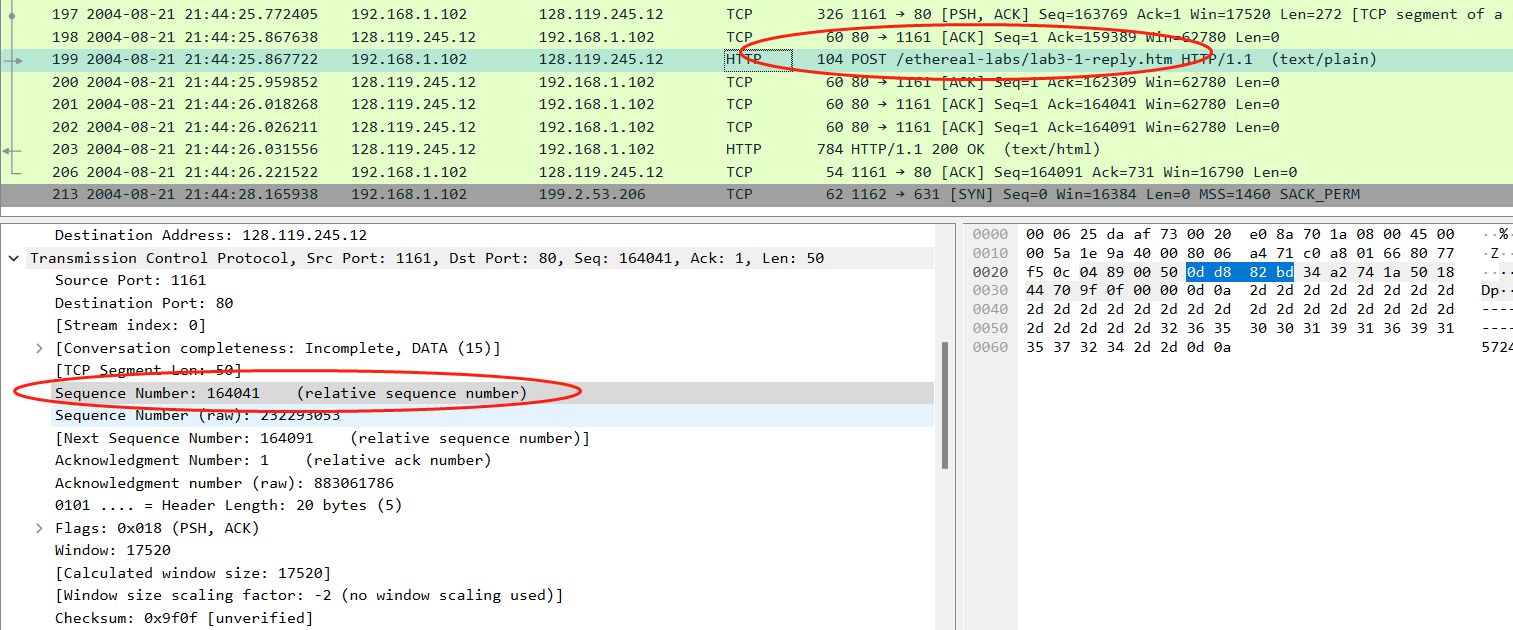 197 2004-08-21 21:44:25.772405 192.168.1.102 128.119.245.12 TCP 326 1161 → 80 [PSH, ACK] Seq=163769 Ack=1 Win=17520 Len=272 [TCP segment of a
198 2004-08-21 21:44:25.867638 128.119.245.12 192.168.1.102 TCP 60 80 → 1161 [ACK] Seq=1 Ack=159389 Win=62780 Len=0
199 2004-08-21 21:44:25.867722 192.168.1.102 128.119.245.12 HTTP 104 POST /ethereal-labs/lab3-1-reply.htm HTTP/1.1 (text/plain)
200 2004-08-21 21:44:25.959852 128.119.245.12 192.168.1.102 TCP 60 80 → 1161 [ACK] Seq=1 Ack=162309 Win=62780 Len=0
201 2004-08-21 21:44:26.018268 128.119.245.12 192.168.1.102 TCP 60 80 → 1161 [ACK] Seq=1 Ack=164041 Win=62780 Len=0
202 2004-08-21 21:44:26.026211 128.119.245.12 192.168.1.102 TCP 60 80 → 1161 [ACK] Seq=1 Ack=164091 Win=62780 Len=0
203 2004-08-21 21:44:26.031556 128.119.245.12 192.168.1.102 HTTP 784 HTTP/1.1 200 OK (text/html)
206 2004-08-21 21:44:26.221522 192.168.1.102 128.119.245.12 TCP 54 1161 → 80 [ACK] Seq=164091 Ack=731 Win=16790 Len=0
213 2004-08-21 21:44:28.165938 192.168.1.102 199.2.53.206 TCP 62 1162 → 631 [SYN] Seq=0 Win=16384 Len=0 MSS=1460 SACK_PERM
Destination Address: 128.119.245.12
Transmission Control Protocol, Src Port: 1161, Dst Port: 80, Seq: 164041, Ack: 1, Len: 50
Source Port: 1161
Destination Port: 80
[Stream index: 0]
[Conversation completeness: Incomplete, DATA (15)]
[TCP Segment Len: 50]
Sequence Number: 164041 (relative sequence number)
Sequence Number (raw): 232293053
[Next Sequence Number: 164091 (relative sequence number)]
Acknowledgment Number: 1 (relative ack number)
Acknowledgment number (raw): 883061786
0101 .... = Header Length: 20 bytes (5)
Flags: 0x018 (PSH, ACK)
Window: 17520
[Calculated window size: 17520]
[Window size scaling factor: -2 (no window scaling used)]
Checksum: 0x9f0f [unverified]
0000 00 06 25 da af 73 00 20 e0 8a 70 1a 08 00 45 00 ··%
0010 00 5a 1e 9a 40 00 80 06 a4 71 c0 a8 01 66 80 77 ·Z·
0020 f5 0c 04 89 00 50 0d d8 82 bd 34 a2 74 1a 50 18 ····
0030 44 70 9f 0f 00 00 0d 0a 2d 2d 2d 2d 2d 2d 2d 2d Dp··
0040 2d 2d 2d 2d 2d 2d 2d 2d 2d 2d 2d 2d 2d 2d 2d 2d ----
0050 2d 2d 2d 2d 2d 32 36 35 30 30 31 39 31 36 39 31 ----
0060 35 37 32 34 2d 2d 0d 0a 5724